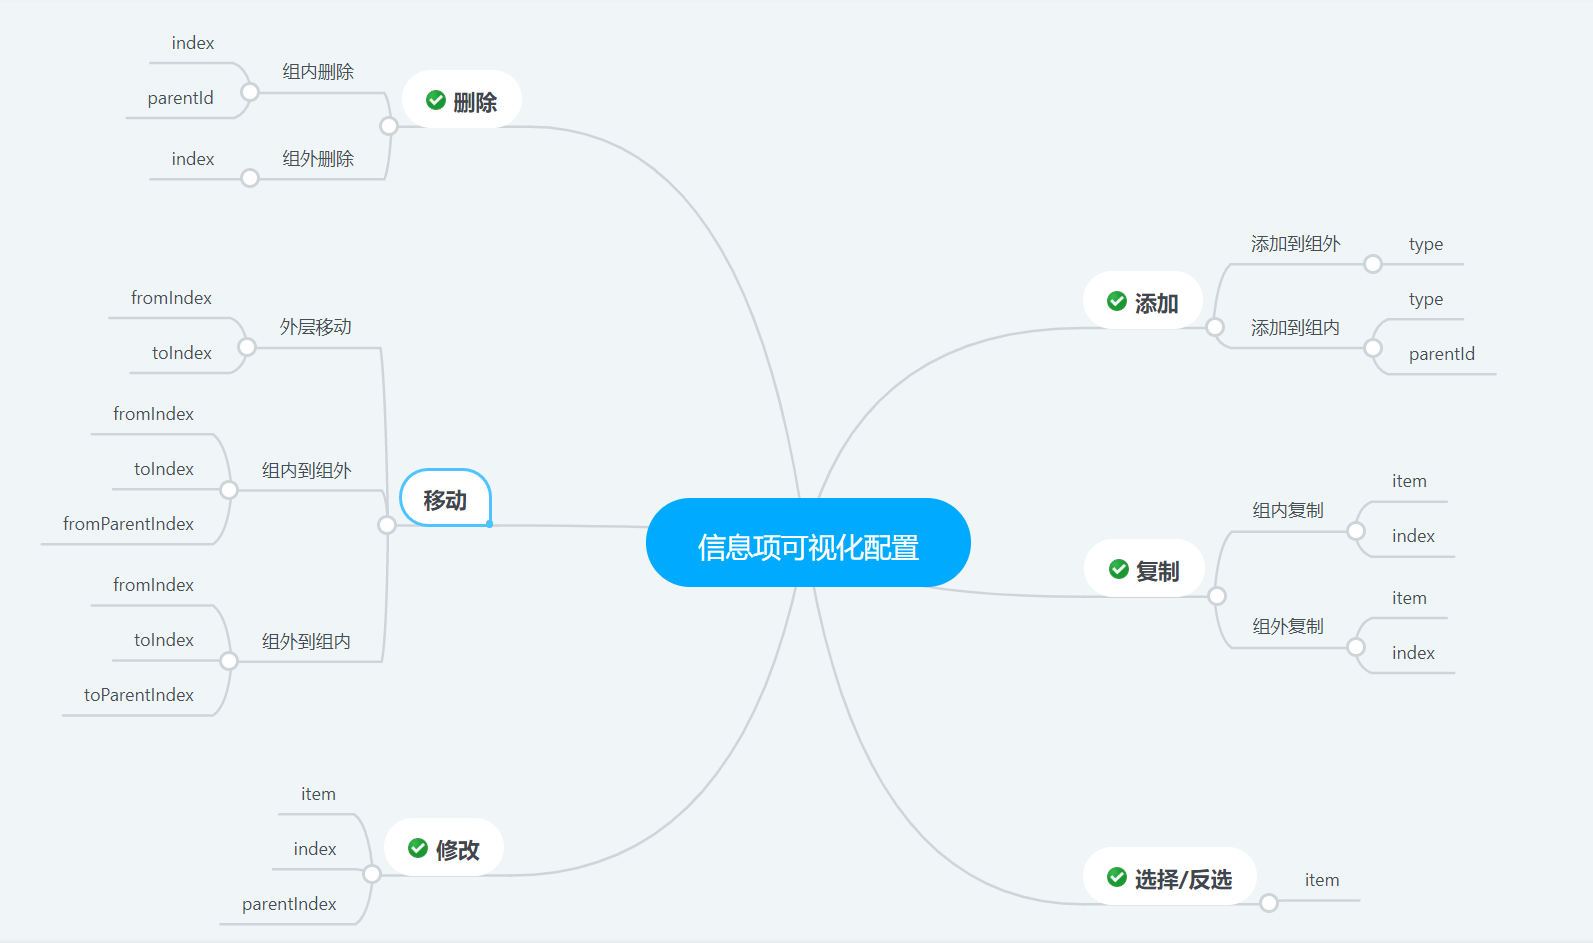 信息项可视化配置
删除
组内删除
index
parentId
组外删除
index
移动
外层移动
fromIndex
toIndex
组内到组外
fromIndex
toIndex
fromParentIndex
组外到组内
fromIndex
toIndex
toParentIndex
修改
item
index
parentIndex
添加
添加到组外
type
添加到组内
type
parentId
复制
组内复制
item
index
组外复制
item
index
选择/反选
item